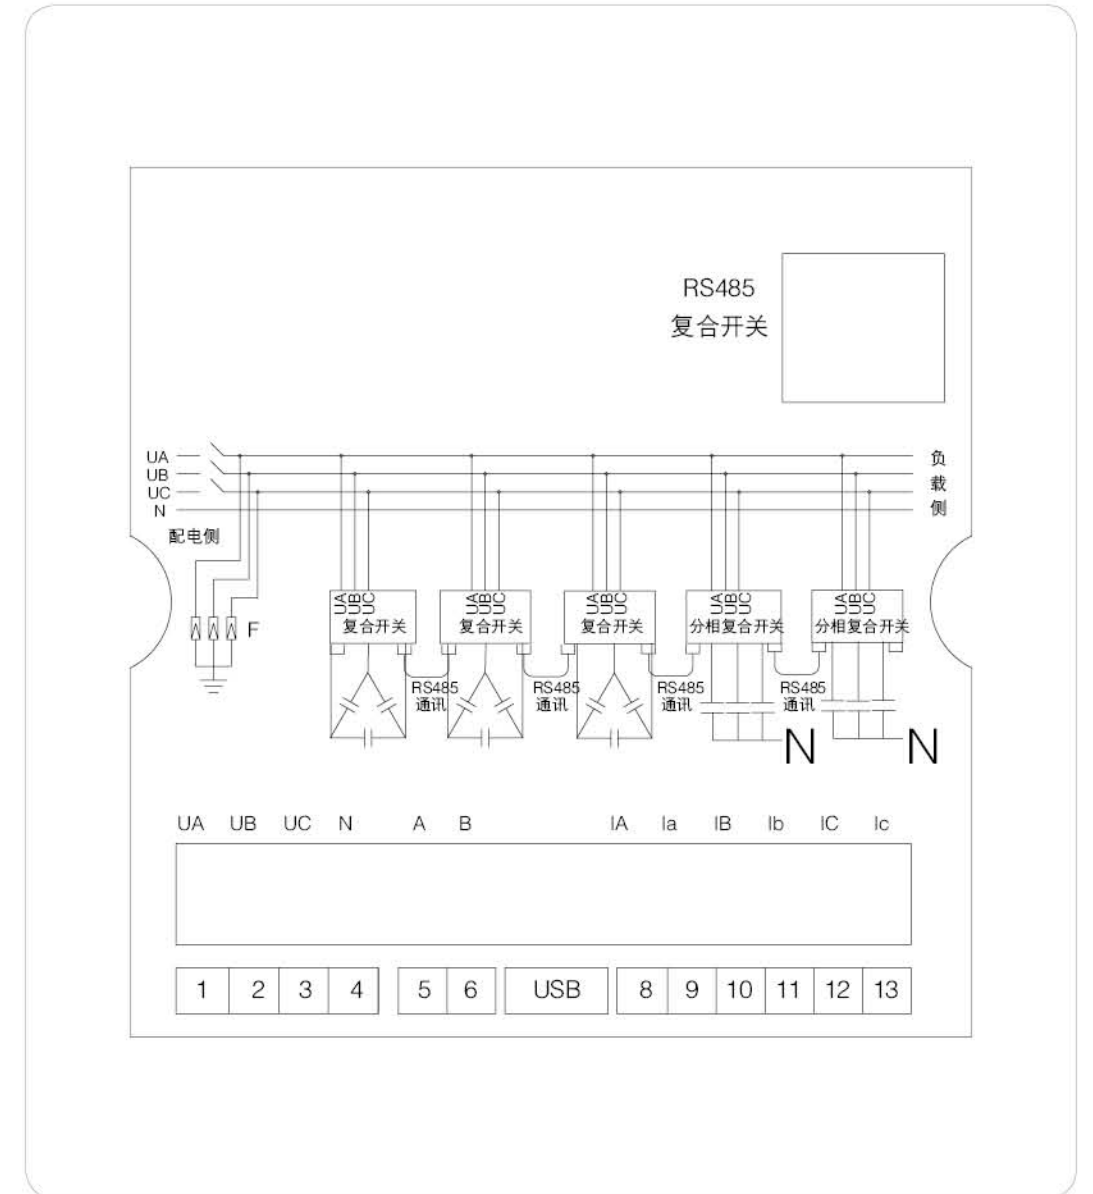 RS485
复合开关
UA
UB
UC
N
负
载
侧
配电侧
F
UA UB UC
复合开关
UA UB UC
复合开关
UA UB UC
复合开关
UA UB UC
分相复合开关
UA UB UC
分相复合开关
RS485
通讯
RS485
通讯
RS485
通讯
RS485
通讯
N
N
UA UB UC N A B IA Ia IB Ib IC Ic
1 2 3 4 5 6 USB 8 9 10 11 12 13